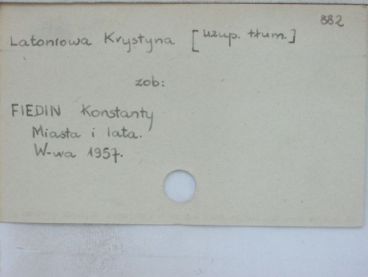 882
Latoniowa Krystyna [uzup. tłum.]
zob:
FIEDIN Konstanty
Miasta i lata.
W-wa 1957.